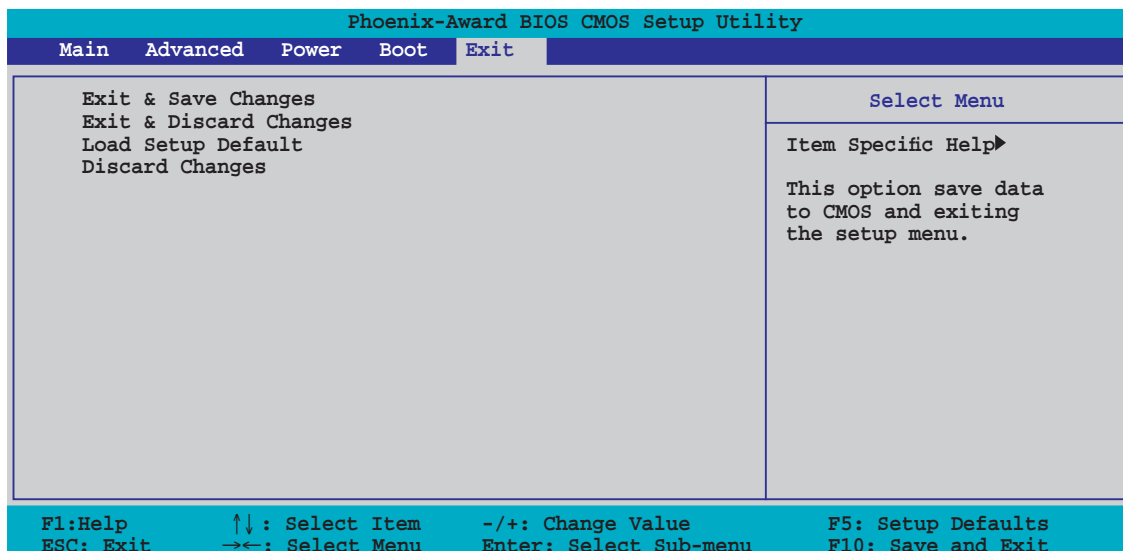 Phoenix-Award BIOS CMOS Setup Utility
Main Advanced Power Boot Exit
Exit & Save Changes
Exit & Discard Changes
Load Setup Default
Discard Changes
Select Menu
Item Specific Help▶
This option save data
to CMOS and exiting
the setup menu.
F1:Help ↑↓: Select Item -/+: Change Value F5: Setup Defaults
ESC: Exit →←: Select Menu Enter: Select Sub-menu F10: Save and Exit